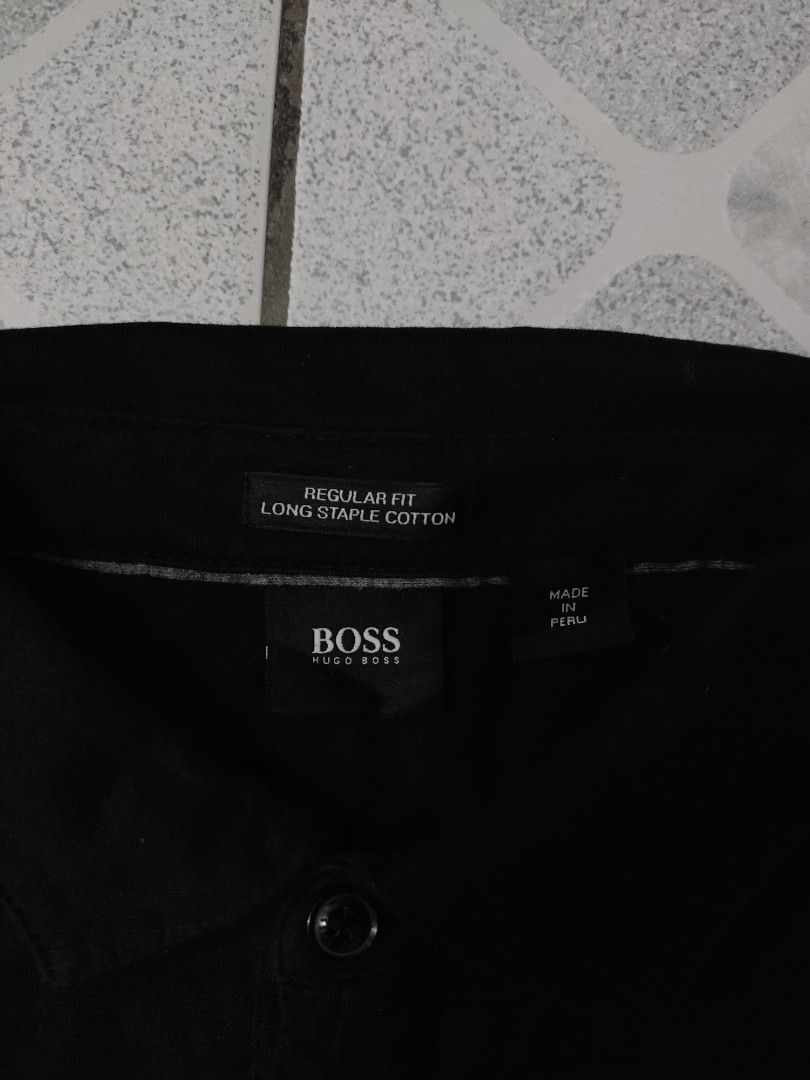 REGULAR FIT
LONG STAPLE COTTON
BOSS
HUGO BOSS
MADE
IN
PERU